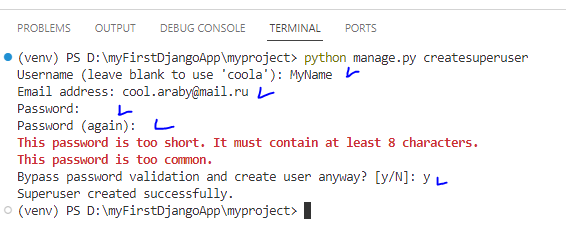 PROBLEMS OUTPUT DEBUG CONSOLE TERMINAL PORTS
(venv) PS D:\myFirstDjangoApp\myproject> python manage.py createsuperuser
Username (leave blank to use 'coola'): MyName
Email address: cool.araby@mail.ru
Password:
Password (again):
This password is too short. It must contain at least 8 characters.
This password is too common.
Bypass password validation and create user anyway? [y/N]: y
Superuser created successfully.
(venv) PS D:\myFirstDjangoApp\myproject>